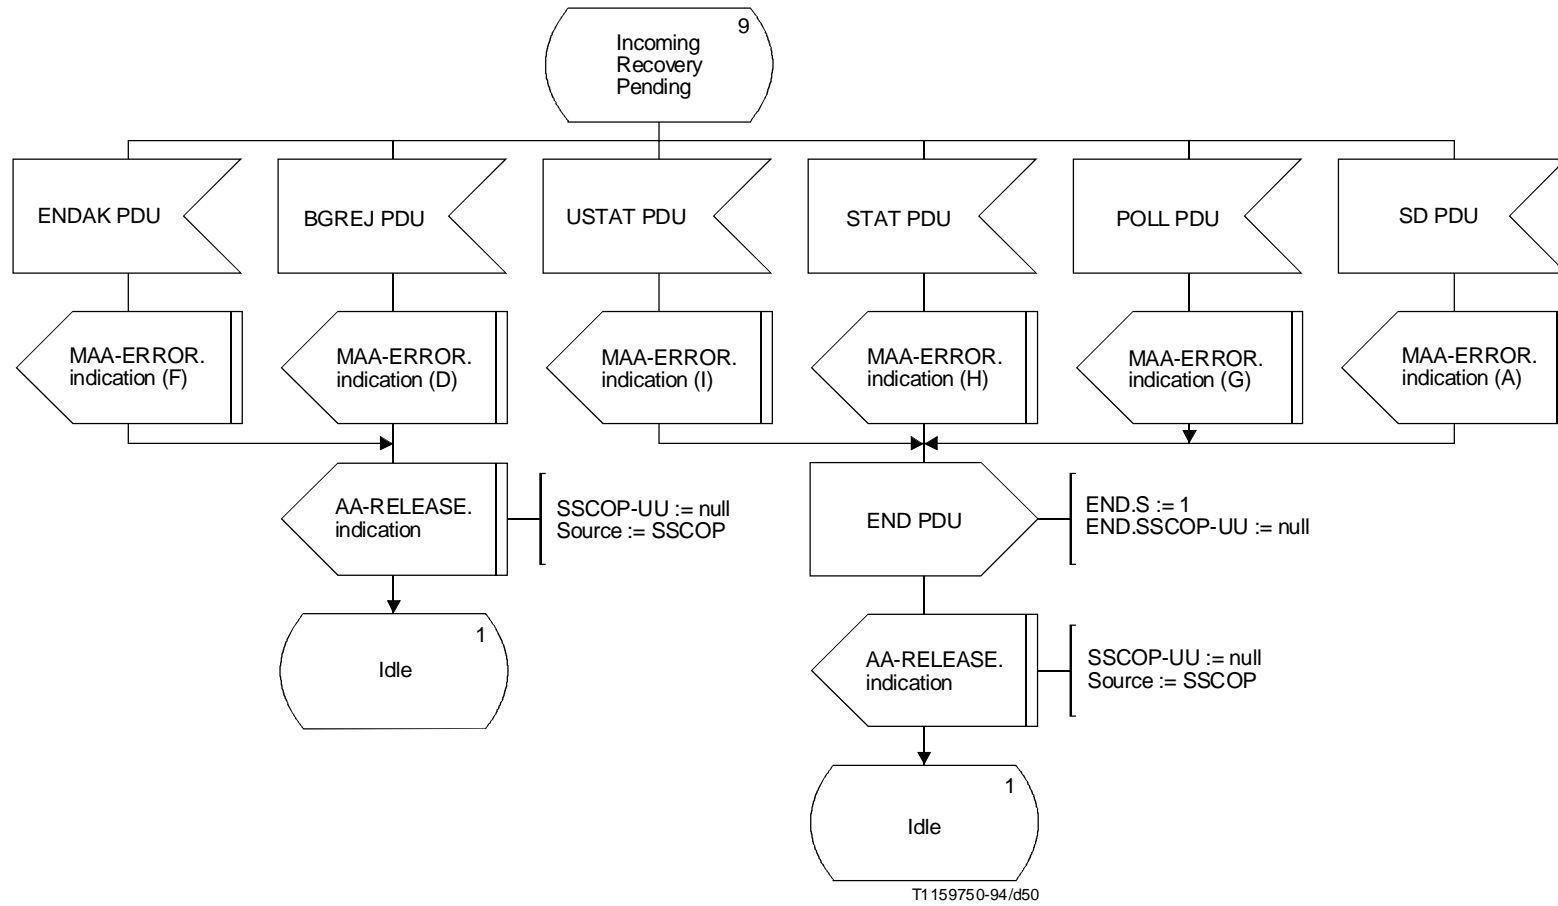 9
Incoming
Recovery
Pending
ENDAK PDU
BGREJ PDU
USTAT PDU
STAT PDU
POLL PDU
SD PDU
MAA-ERROR.
indication (F)
MAA-ERROR.
indication (D)
MAA-ERROR.
indication (I)
MAA-ERROR.
indication (H)
MAA-ERROR.
indication (G)
MAA-ERROR.
indication (A)
AA-RELEASE.
indication
SSCOP-UU := null
Source := SSCOP
END PDU
END.S := 1
END.SSCOP-UU := null
1
Idle
AA-RELEASE.
indication
SSCOP-UU := null
Source := SSCOP
1
Idle
T1159750-94/d50